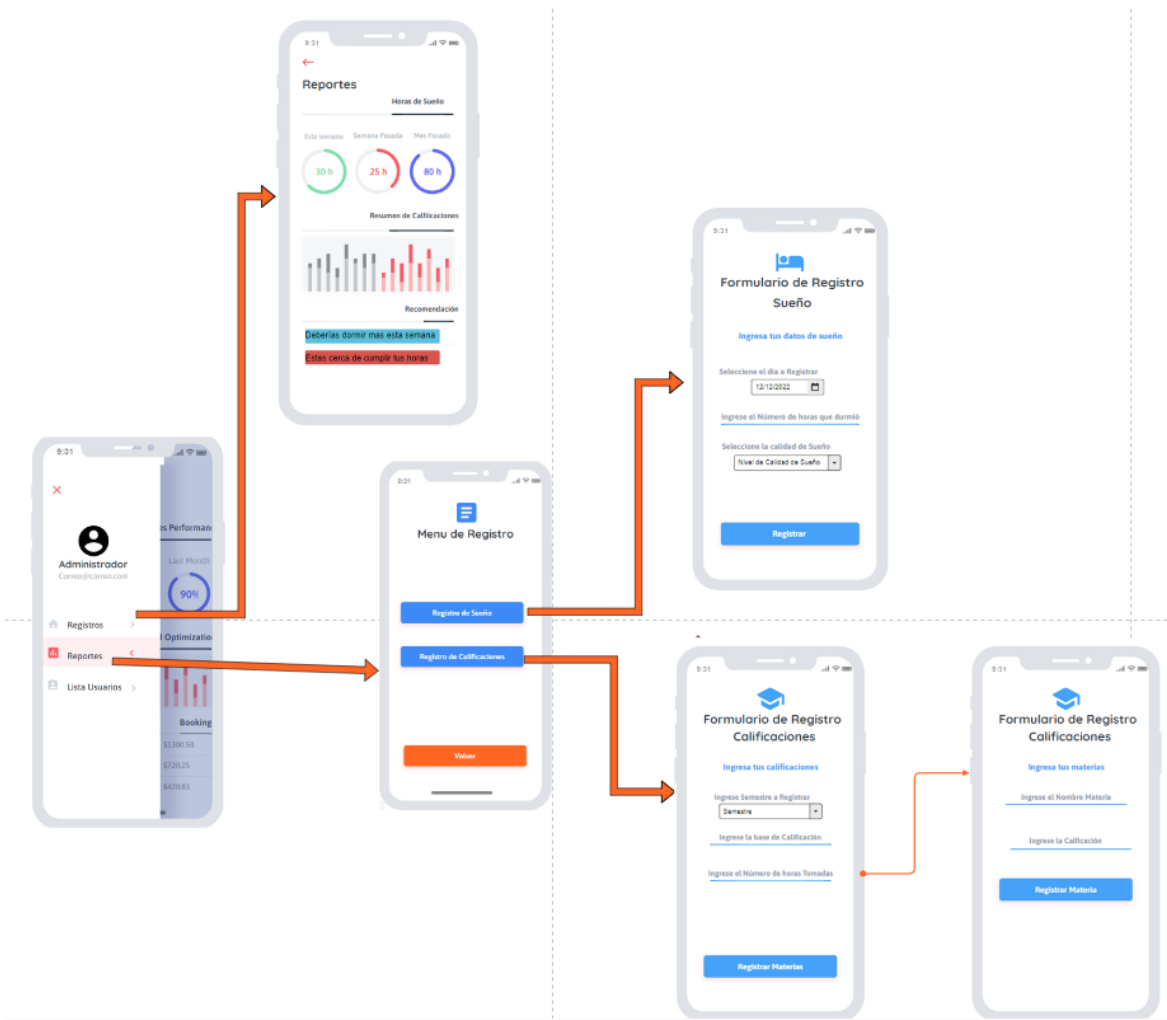 9:31
Reportes
Horas de Sueño
Esta semana Semana Pasada Mes Pasado
30 h 25 h 80 h
Resumen de Calliicaciones
Recomendación
Deberías dormir mas esta semana
Estas cerca de cumplir tus horas
9:31
Formulario de Registro
Sueño
Ingresa tus datos de sueño
Seleccione el dia a Registrar
12/12/2022
Ingrese el Número de horas que durmió
Seleccione la calidad de Sueño
Nivel de Calidad de Sueño
Registrar
9:31
Administrador
Correo@correo.com
Registros
Reportes
Lista Usuarios
es Performan
Last Month
90%
l Optimizatio
Booking
$1300.50
$720.25
$420.65
9:31
Menu de Registro
Registro de Sueño
Registro de Calificaciones
Volver
9:31
Formulario de Registro
Calificaciones
Ingresa tus calificaciones
Ingrese Semestre a Registrar
Semestre
Ingrese la base de Calificación
Ingrese el Número de horas Tomadas
Registrar Materias
9:31
Formulario de Registro
Calificaciones
Ingresa tus materias
Ingrese el Nombre Materia
Ingrese la Calficación
Registrar Materia